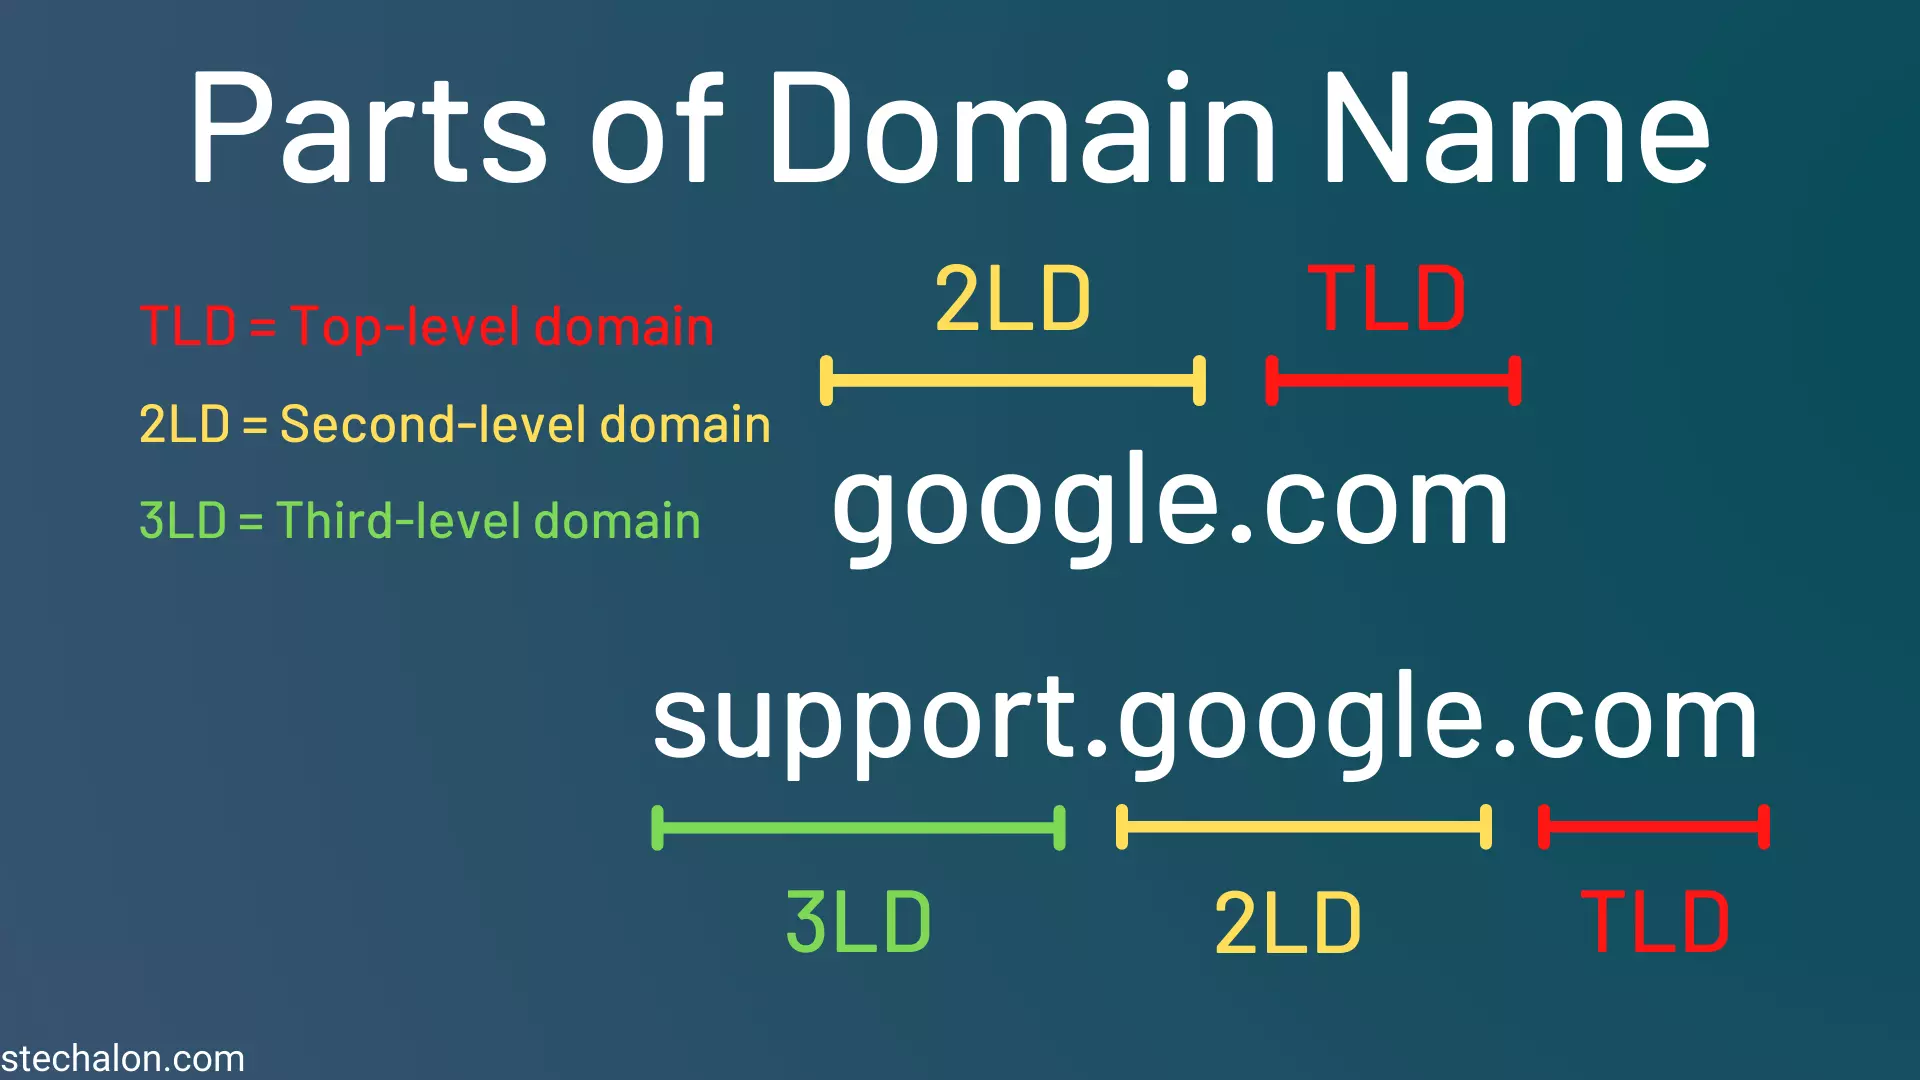 Parts of Domain Name
TLD = Top-level domain
2LD = Second-level domain
3LD = Third-level domain
2LD TLD
google.com
support.google.com
3LD 2LD TLD
stechalon.com